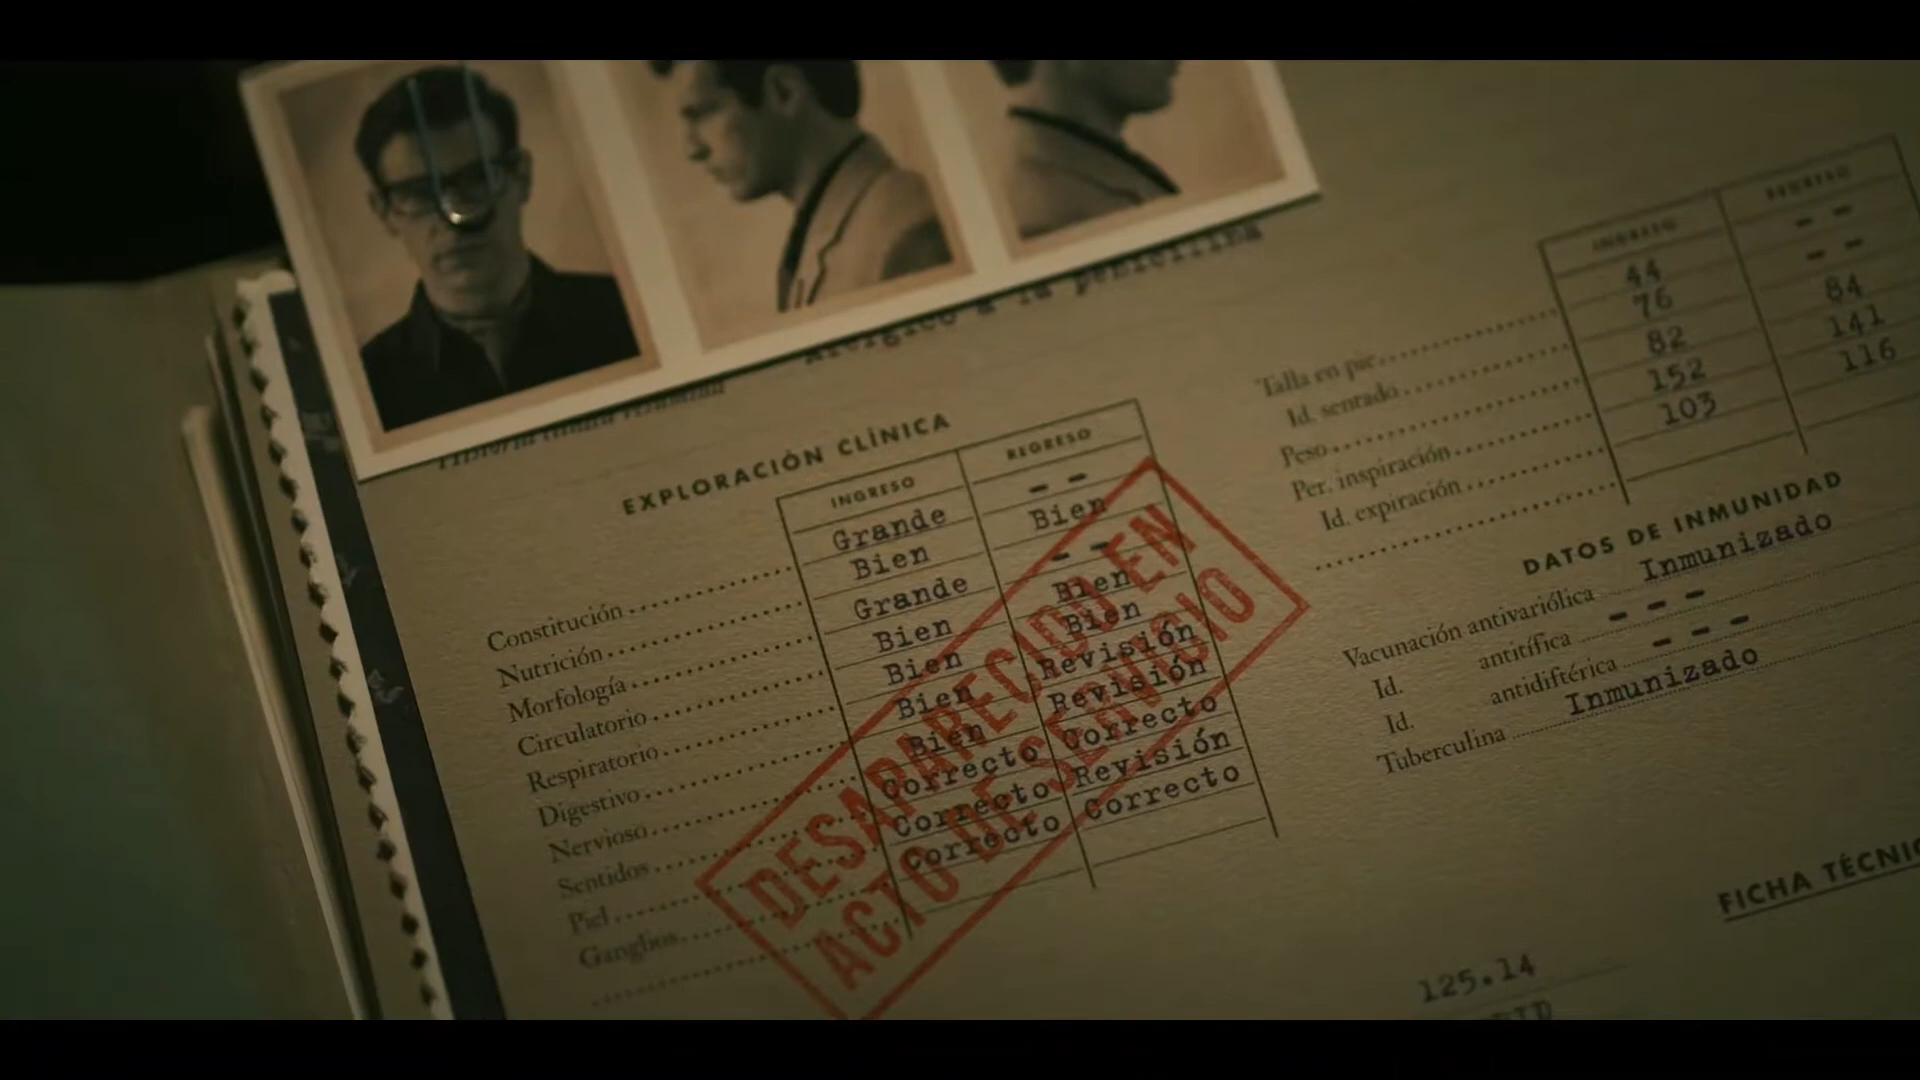 Alérgico a la penicilina
EXPLORACIÓN CLÍNICA
INGRESO REGRESO
Constitución Grande - -
Nutrición Bien Bien
Morfología Grande - -
Circulatorio Bien Bien
Respiratorio Bien Bien
Digestivo Bien Revisión
Nervioso Bien Revisión
Sentidos Correcto Correcto
Piel Correcto Revisión
Ganglios Correcto Correcto
DESAPARECIDO EN
ACTO DE SERVICIO
INGRESO REGRESO
Talla en pie 44 - -
Id. sentado 76 - -
Peso 82 84
Per. inspiración 152 141
Id. expiración 103 116
DATOS DE INMUNIDAD
Vacunación antivariólica Inmunizado
Id. antitífica - - -
Id. antidiftérica - - -
Tuberculina Inmunizado
FICHA TÉCNIC
125.14